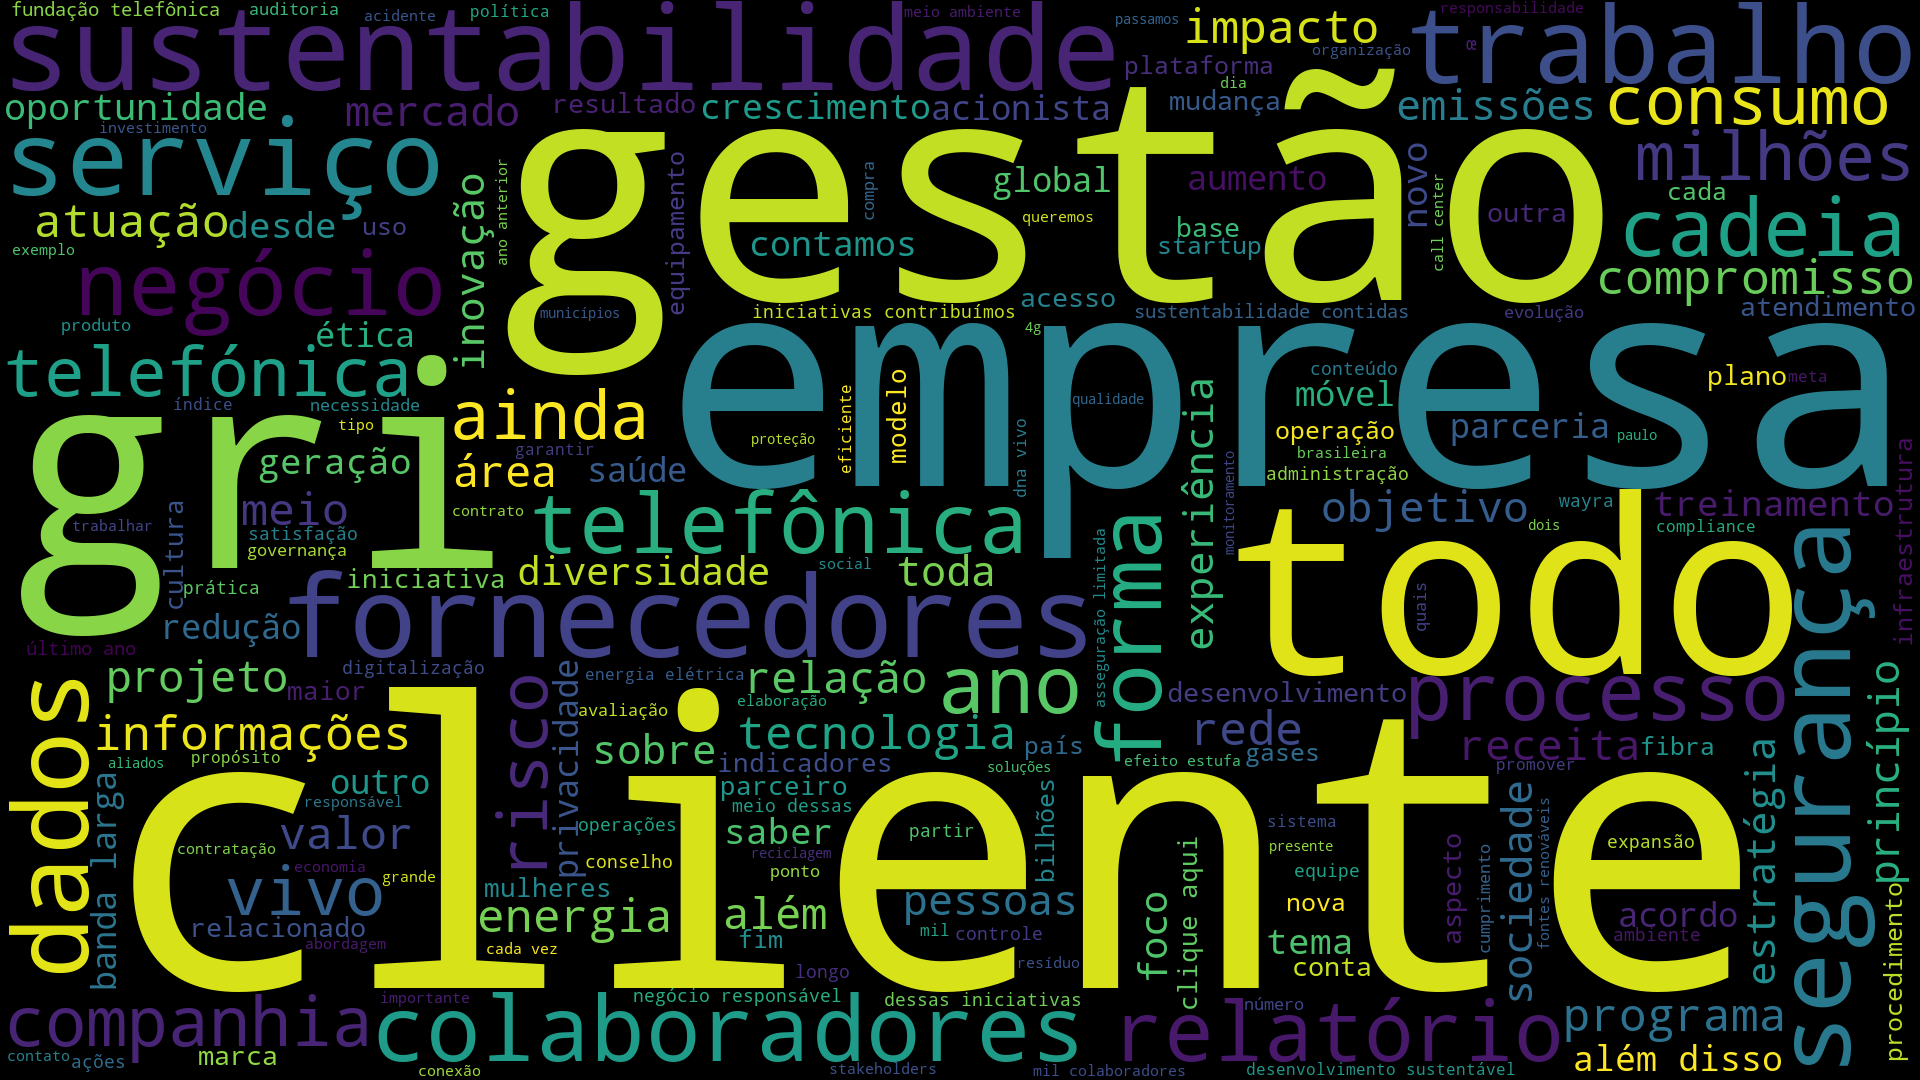 fundação telefônica
auditoria
acidente
política
meio ambiente
passamos
responsabilidade
sustentabilidade
impacto
organização
trabalho
plataforma
dia
oportunidade
mercado
resultado
crescimento
acionista
mudança
emissões
consumo
investimento
serviço
gestão
milhões
ano anterior
equipamento
compra
global
aumento
novo
call center
cada
atuação
desde
uso
inovação
queremos
base
outra
cadeia
exemplo
contamos
startup
negócio
compromisso
acesso
municípios
iniciativas contribuímos
sustentabilidade contidas
evolução
atendimento
produto
ética
4g
empresa
telefónica
conteúdo
plano
meta
índice
necessidade
tipo
ainda
eficiente
modelo
qualidade
experiência
móvel
gri
proteção
operação
parceria
paulo
garantir
dna vivo
brasileira
geração
área
saúde
monitoramento
administração
infraestrutura
meio
contrato
telefônica
objetivo
wayra
treinamento
trabalhar
cultura
satisfação
governança
dois
compliance
todo
prática
iniciativa
diversidade
social
toda
asseguração limitada
forma
quais
segurança
redução
fornecedores
último ano
projeto
maior
digitalização
privacidade
energia elétrica
relação
ano
desenvolvimento
processo
princípio
dados
risco
avaliação
elaboração
informações
sobre
tecnologia
país
rede
receita
fibra
aliados
propósito
indicadores
soluções
efeito estufa
gases
promover
estratégia
banda larga
outro
cliente
parceiro
bilhões
sociedade
responsável
meio dessas
valor
operações
saber
partir
clique aqui
sistema
fontes renováveis
contratação
conselho
reciclagem
presente
aspecto
cumprimento
expansão
economia
grande
ponto
equipe
vivo
mulheres
pessoas
foco
nova
relacionado
energia
além
mil
controle
acordo
procedimento
abordagem
cada vez
fim
tema
ambiente
longo
resíduo
conta
companhia
importante
colaboradores
negócio responsável
dessas iniciativas
relatório
número
programa
contato
ações
marca
conexão
stakeholders
mil colaboradores
desenvolvimento sustentável
além disso